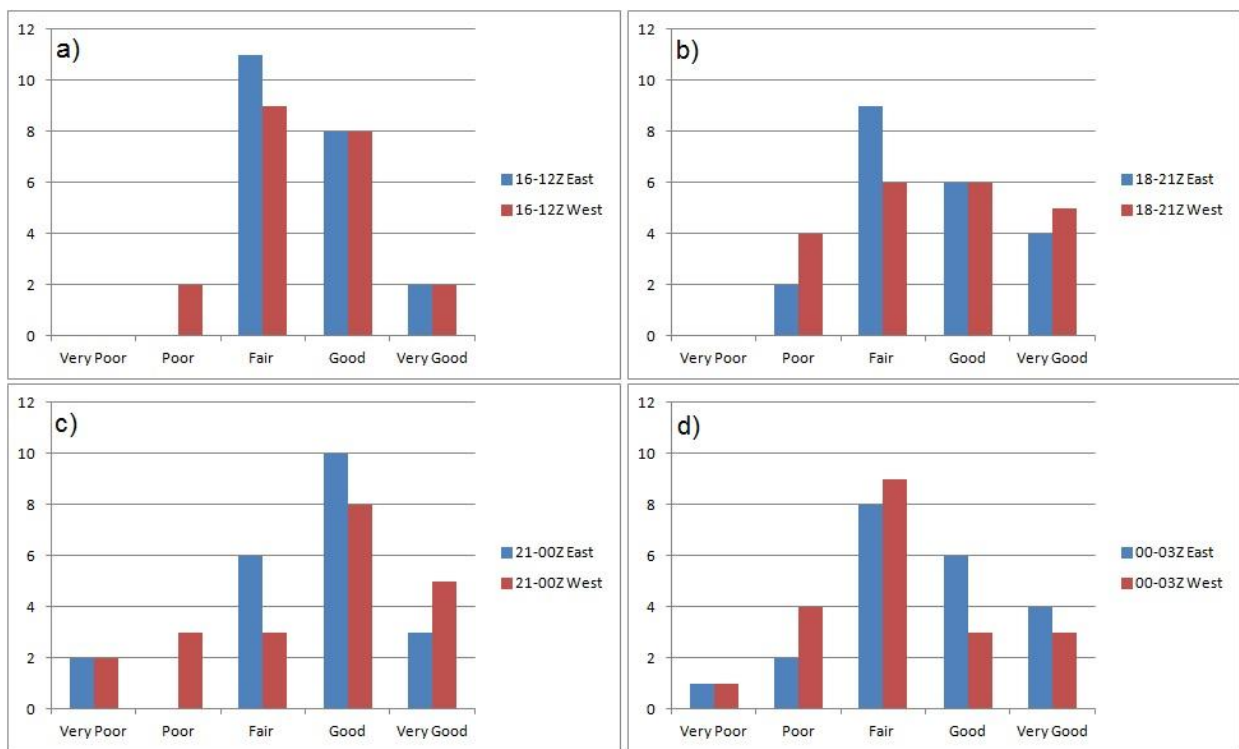 a)
12
10
8
6
4
2
0
Very Poor Poor Fair Good Very Good
16-12Z East
16-12Z West
b)
12
10
8
6
4
2
0
Very Poor Poor Fair Good Very Good
18-21Z East
18-21Z West
c)
12
10
8
6
4
2
0
Very Poor Poor Fair Good Very Good
21-00Z East
21-00Z West
d)
12
10
8
6
4
2
0
Very Poor Poor Fair Good Very Good
00-03Z East
00-03Z West